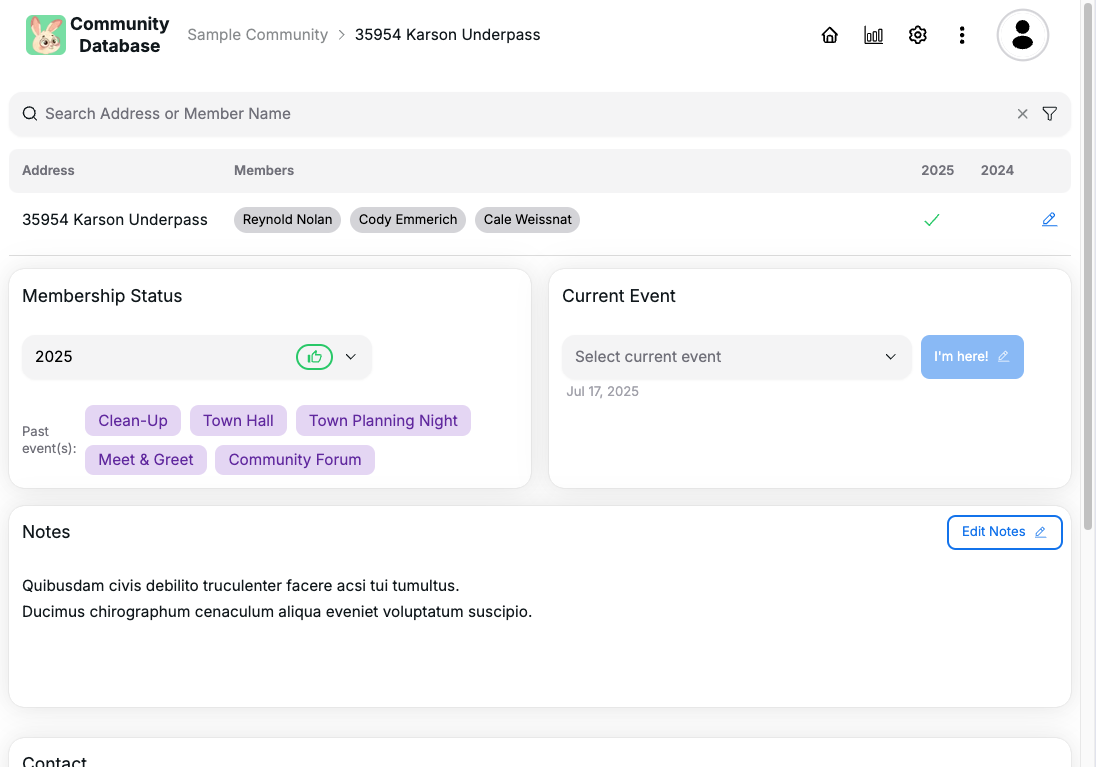 Community
Database
Sample Community > 35954 Karson Underpass
Search Address or Member Name
Address Members 2025 2024
35954 Karson Underpass Reynold Nolan Cody Emmerich Cale Weissnat
Membership Status
2025
Past
event(s):
Clean-Up Town Hall Town Planning Night
Meet & Greet Community Forum
Current Event
Select current event I'm here!
Jul 17, 2025
Notes
Edit Notes
Quibusdam civis debilito truculenter facere acsi tui tumultus.
Ducimus chirographum cenaculum aliqua eveniet voluptatum suscipio.
Contact